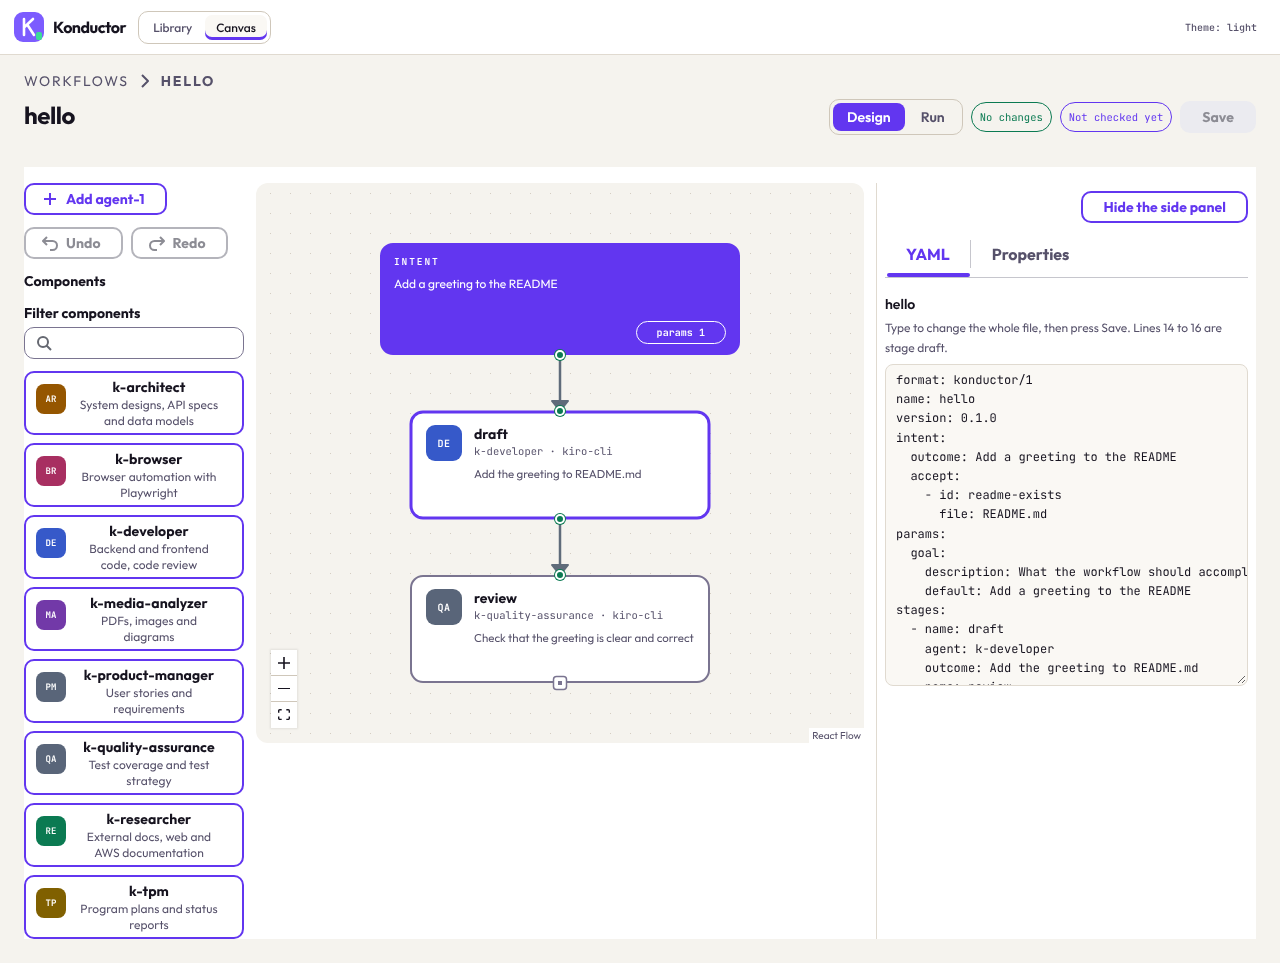 Konductor
Library
Canvas
Theme: light
WORKFLOWS
HELLO
hello
Design
Run
No changes
Not checked yet
Save
Add agent-1
Undo
Redo
Components
Filter components
AR
k-architect
System designs, API specs
and data models
BR
k-browser
Browser automation with
Playwright
DE
k-developer
Backend and frontend
code, code review
MA
k-media-analyzer
PDFs, images and
diagrams
PM
k-product-manager
User stories and
requirements
QA
k-quality-assurance
Test coverage and test
strategy
RE
k-researcher
External docs, web and
AWS documentation
TP
k-tpm
Program plans and status
reports
INTENT
Add a greeting to the README
params 1
DE
draft
k-developer · kiro-cli
Add the greeting to README.md
QA
review
k-quality-assurance · kiro-cli
Check that the greeting is clear and correct
React Flow
Hide the side panel
YAML
Properties
hello
Type to change the whole file, then press Save. Lines 14 to 16 are
stage draft.
format: konductor/1
name: hello
version: 0.1.0
intent:
  outcome: Add a greeting to the README
  accept:
    - id: readme-exists
      file: README.md
params:
  goal:
    description: What the workflow should accompl
    default: Add a greeting to the README
stages:
  - name: draft
    agent: k-developer
    outcome: Add the greeting to README.md